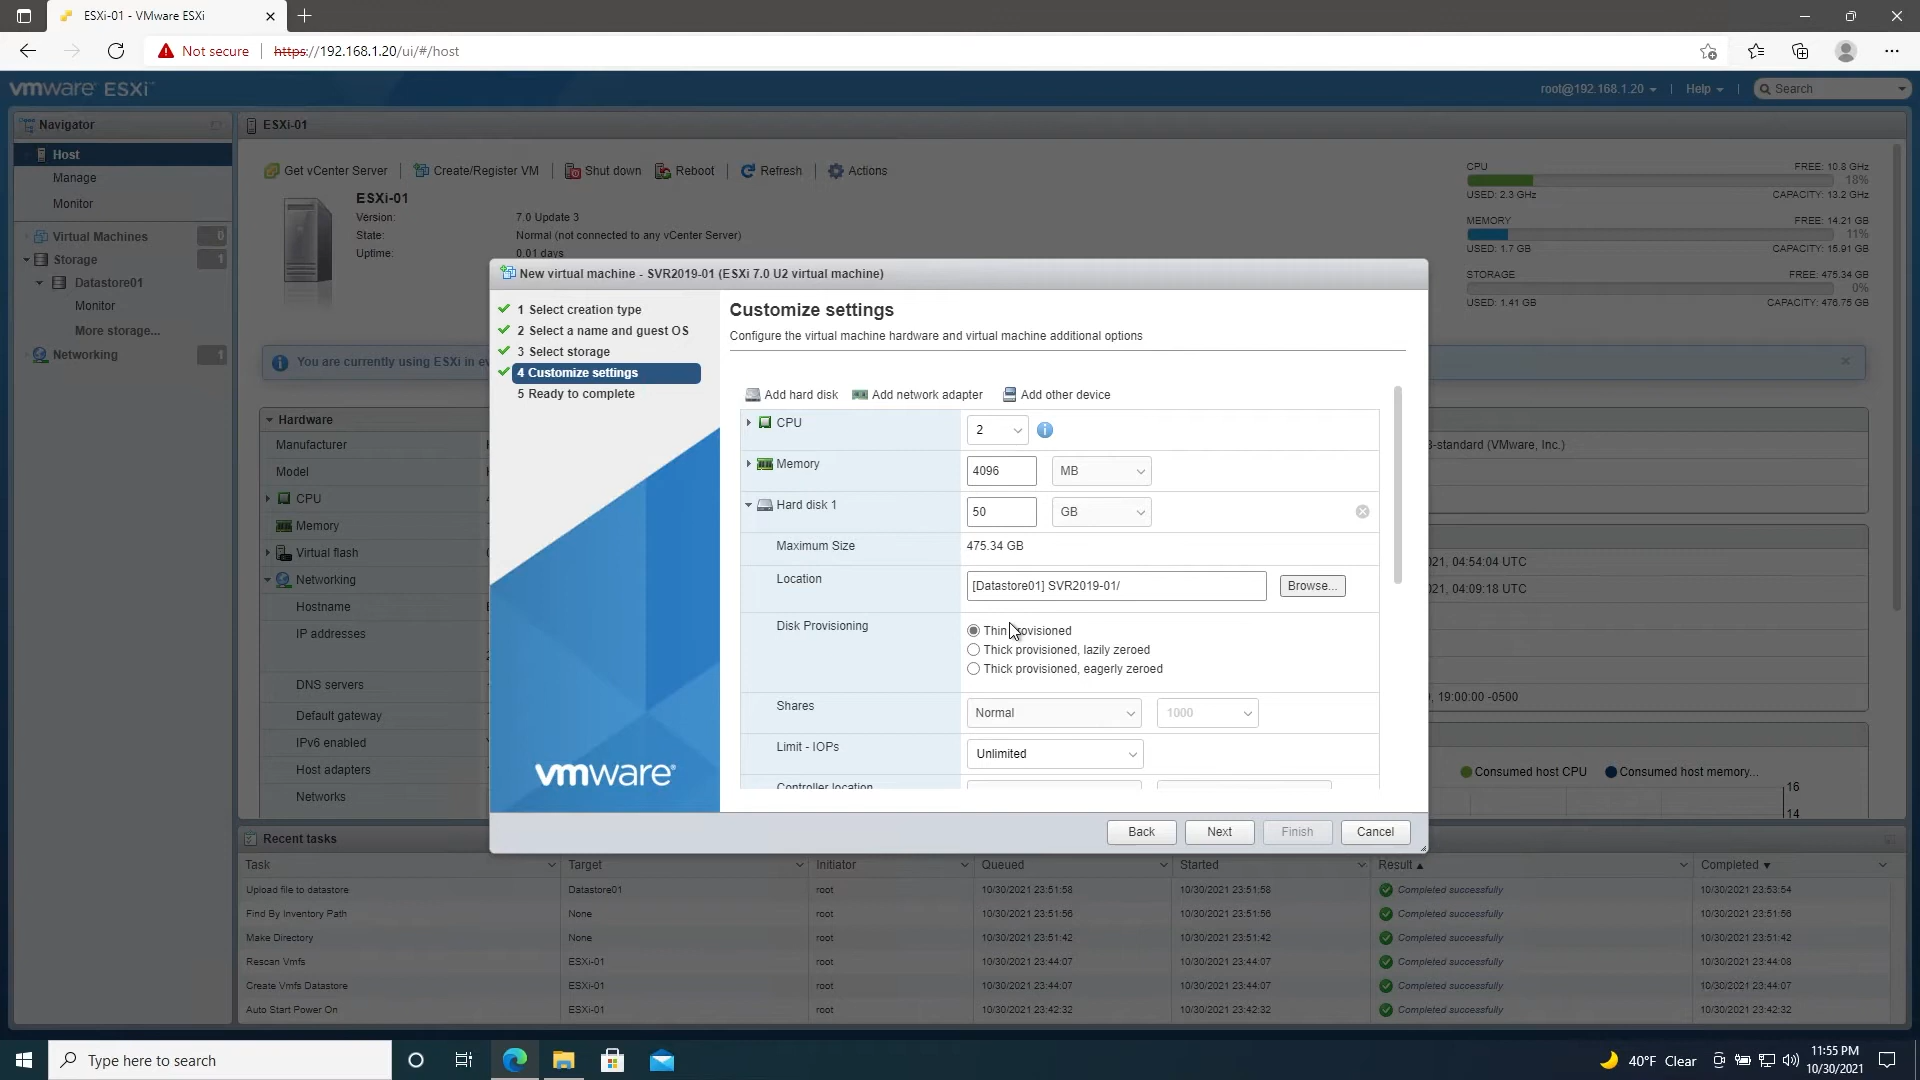 ESXi-01 - VMware ESXi
Not secure https://192.168.1.20/ui/#/host
vmware ESXi
root@192.168.1.20 | Help | Search
Navigator
Host
Manage
Monitor
Virtual Machines 0
Storage 1
Datastore01
Monitor
More storage...
Networking 1
ESXi-01
Get vCenter Server | Create/Register VM | Shut down Reboot | Refresh | Actions
ESXi-01
Version: 7.0 Update 3
State: Normal (not connected to any vCenter Server)
Uptime: 0.01 days
CPU FREE: 10.8 GHz
18%
USED: 2.3 GHz CAPACITY: 13.2 GHz
MEMORY FREE: 14.21 GB
11%
USED: 1.7 GB CAPACITY: 15.91 GB
STORAGE FREE: 475.34 GB
0%
USED: 1.41 GB CAPACITY: 476.75 GB
You are currently using ESXi in ev
Hardware
Manufacturer
Model
CPU
Memory
Virtual flash
Networking
Hostname
IP addresses
DNS servers
Default gateway
IPv6 enabled
Host adapters
Networks
-standard (VMware, Inc.)
021, 04:54:04 UTC
021, 04:09:18 UTC
, 19:00:00 -0500
Consumed host CPU Consumed host memory...
16
14
New virtual machine - SVR2019-01 (ESXi 7.0 U2 virtual machine)
1 Select creation type
2 Select a name and guest OS
3 Select storage
4 Customize settings
5 Ready to complete
vmware
Customize settings
Configure the virtual machine hardware and virtual machine additional options
Add hard disk Add network adapter Add other device
CPU 2
Memory 4096 MB
Hard disk 1 50 GB
Maximum Size 475.34 GB
Location [Datastore01] SVR2019-01/ Browse...
Disk Provisioning
Thin provisioned
Thick provisioned, lazily zeroed
Thick provisioned, eagerly zeroed
Shares Normal 1000
Limit - IOPs Unlimited
Controller location
Back Next Finish Cancel
Recent tasks
Task Target Initiator Queued Started Result Completed
Upload file to datastore Datastore01 root 10/30/2021 23:51:58 10/30/2021 23:51:58 Completed successfully 10/30/2021 23:53:54
Find By Inventory Path None root 10/30/2021 23:51:56 10/30/2021 23:51:56 Completed successfully 10/30/2021 23:51:56
Make Directory None root 10/30/2021 23:51:42 10/30/2021 23:51:42 Completed successfully 10/30/2021 23:51:42
Rescan Vmfs ESXi-01 root 10/30/2021 23:44:07 10/30/2021 23:44:07 Completed successfully 10/30/2021 23:44:08
Create Vmfs Datastore ESXi-01 root 10/30/2021 23:44:07 10/30/2021 23:44:07 Completed successfully 10/30/2021 23:44:07
Auto Start Power On ESXi-01 root 10/30/2021 23:42:32 10/30/2021 23:42:32 Completed successfully 10/30/2021 23:42:32
Type here to search
40°F Clear
11:55 PM
10/30/2021